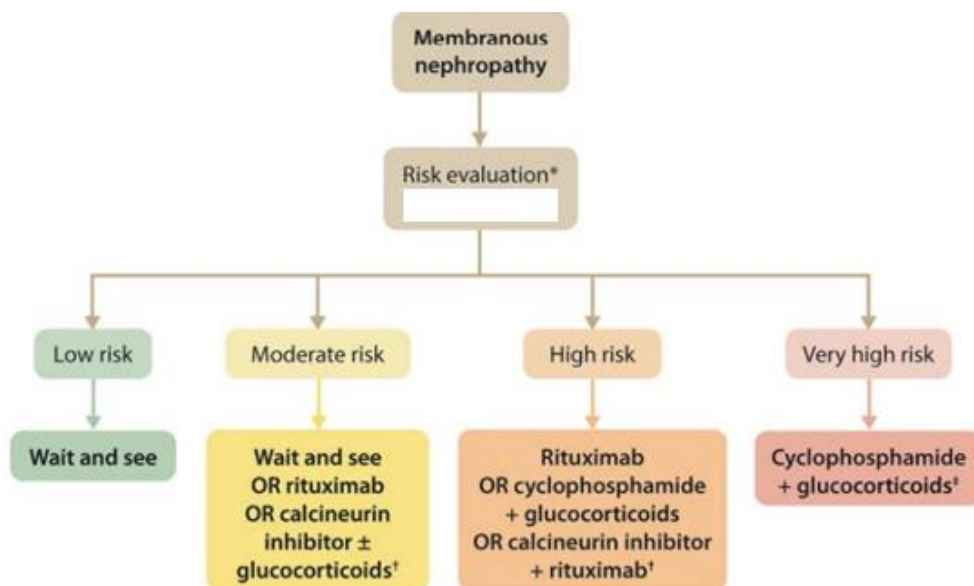 Membranous
nephropathy
Risk evaluation*
Low risk
Moderate risk
High risk
Very high risk
Wait and see
Wait and see
OR rituximab
OR calcineurin
inhibitor ±
glucocorticoids†
Rituximab
OR cyclophosphamide
+ glucocorticoids
OR calcineurin inhibitor
+ rituximab†
Cyclophosphamide
+ glucocorticoids‡